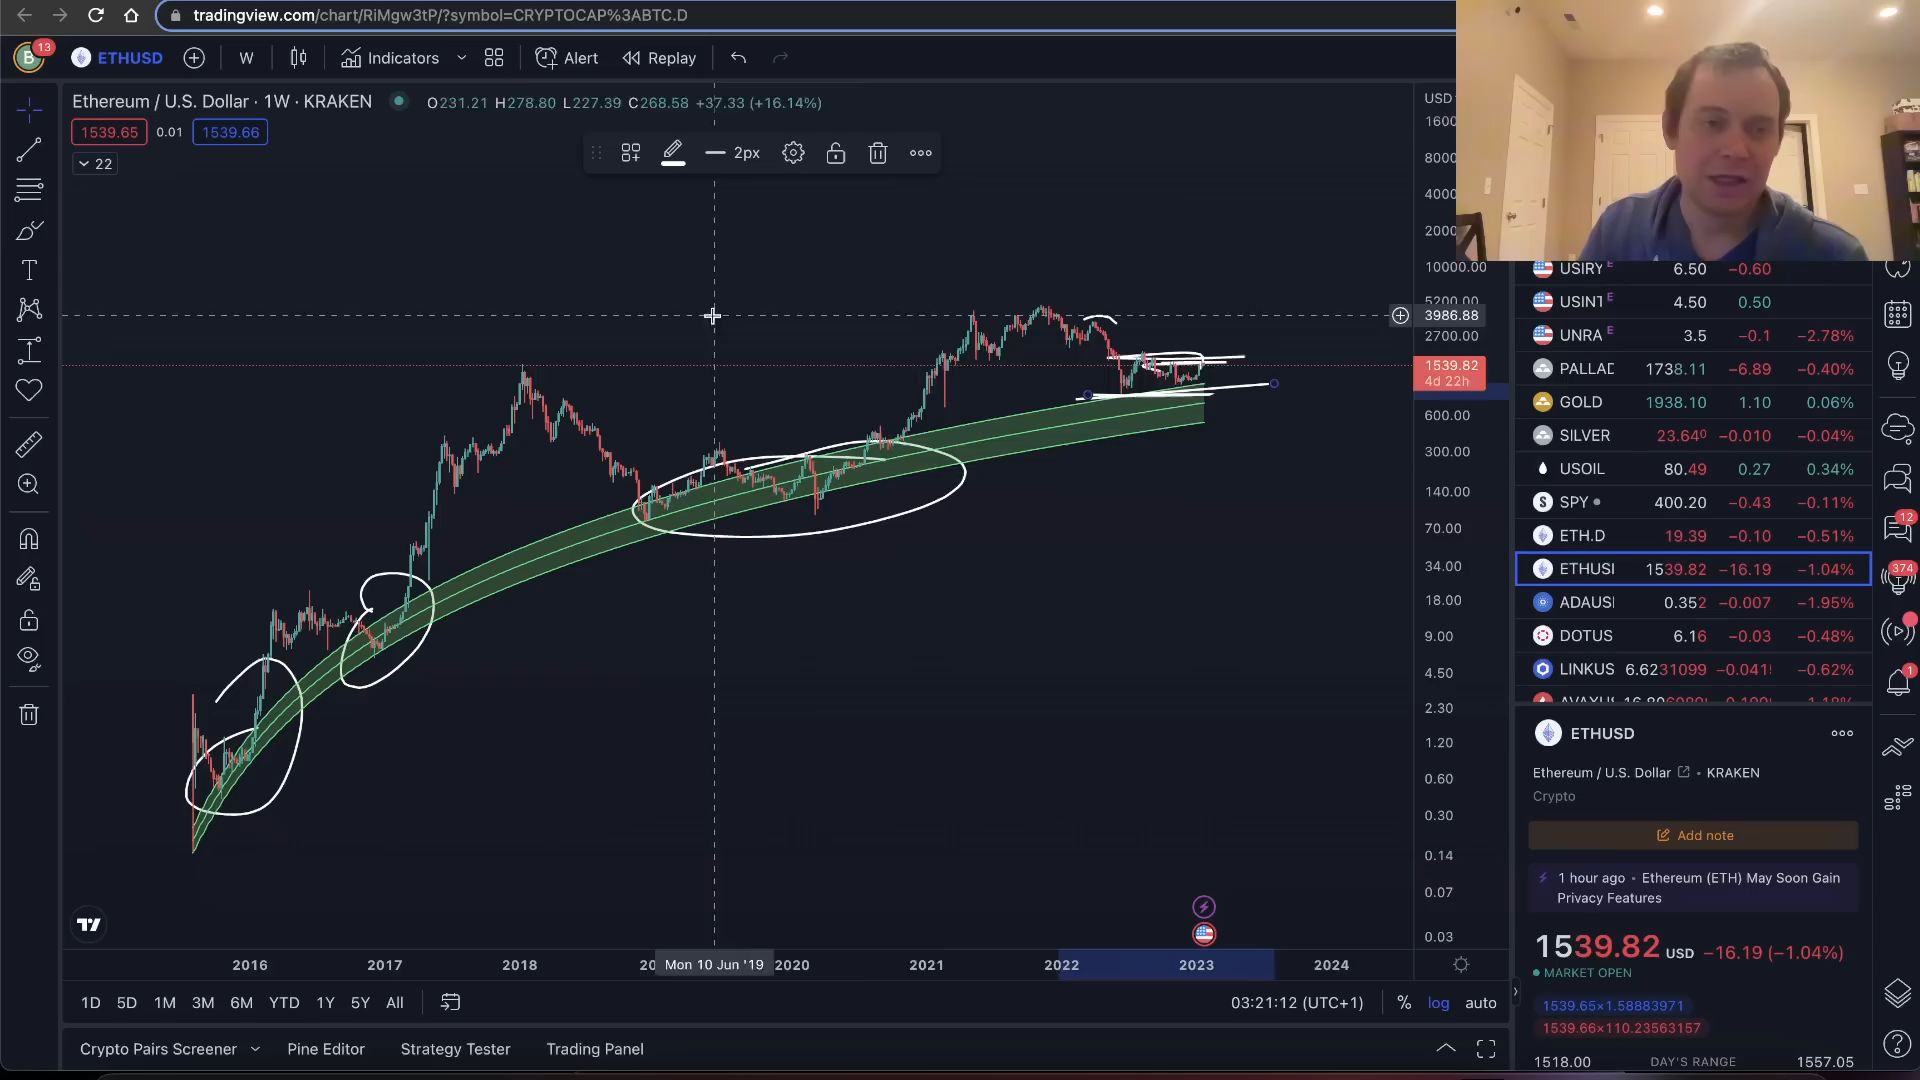 tradingview.com/chart/RiMgw3tP/?symbol=CRYPTOCAP%3ABTC.D
B 13 ETHUSD W Indicators Alert Replay
Ethereum / U.S. Dollar · 1W · KRAKEN O231.21 H278.80 L227.39 C268.58 +37.33 (+16.14%)
1539.65 0.01 1539.66
22
2px
USD
8000
4000
2000
10000.00
5200.00
3986.88
2700.00
1539.82
4d 22h
600.00
300.00
140.00
70.00
34.00
18.00
9.00
4.50
2.30
1.20
0.60
0.30
0.14
0.07
0.03
2016 2017 2018 20 Mon 10 Jun '19 2020 2021 2022 2023 2024
1D 5D 1M 3M 6M YTD 1Y 5Y All 03:21:12 (UTC+1) % log auto
Crypto Pairs Screener Pine Editor Strategy Tester Trading Panel
USIRY E 6.50 −0.60
USINT E 4.50 0.50
UNRA E 3.5 −0.1 −2.78%
PALLAD 1738.11 −6.89 −0.40%
GOLD 1938.10 1.10 0.06%
SILVER 23.640 −0.010 −0.04%
USOIL 80.49 0.27 0.34%
SPY 400.20 −0.43 −0.11%
ETH.D 19.39 −0.10 −0.51%
ETHUSI 1539.82 −16.19 −1.04%
ADAUSI 0.352 −0.007 −1.95%
DOTUS 6.16 −0.03 −0.48%
LINKUS 6.6231099 −0.041 −0.62%
12
374
1
ETHUSD
Ethereum / U.S. Dollar • KRAKEN
Crypto
Add note
1 hour ago • Ethereum (ETH) May Soon Gain
Privacy Features
1539.82 USD −16.19 (−1.04%)
MARKET OPEN
1539.65×1.58883971
1539.66×110.23563157
1518.00 DAY'S RANGE 1557.05